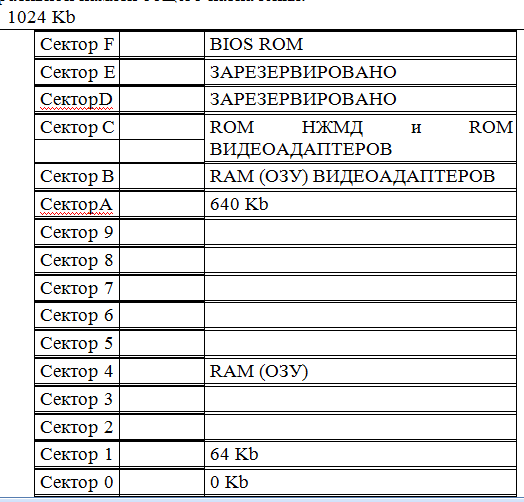 1024 Kb
Сектор F BIOS ROM
Сектор E ЗАРЕЗЕРВИРОВАНО
СекторD ЗАРЕЗЕРВИРОВАНО
Сектор C ROM НЖМД и ROM
ВИДЕОАДАПТЕРОВ
Сектор B RAM (ОЗУ) ВИДЕОАДАПТЕРОВ
СекторA 640 Kb
Сектор 9
Сектор 8
Сектор 7
Сектор 6
Сектор 5
Сектор 4 RAM (ОЗУ)
Сектор 3
Сектор 2
Сектор 1 64 Kb
Сектор 0 0 Kb